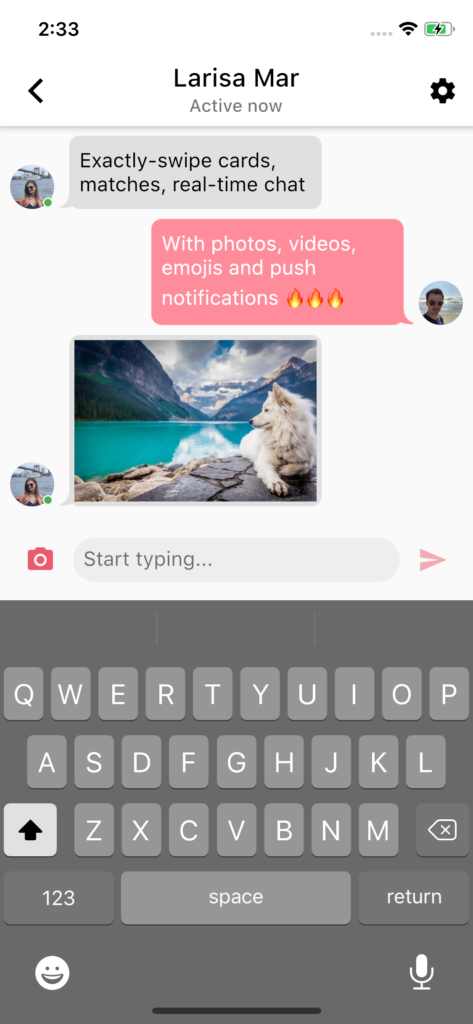 2:33
Larisa Mar
Active now
Exactly-swipe cards,
matches, real-time chat
With photos, videos,
emojis and push
notifications 🔥🔥🔥
Start typing...
Q W E R T Y U I O P
A S D F G H J K L
Z X C V B N M
123 space return